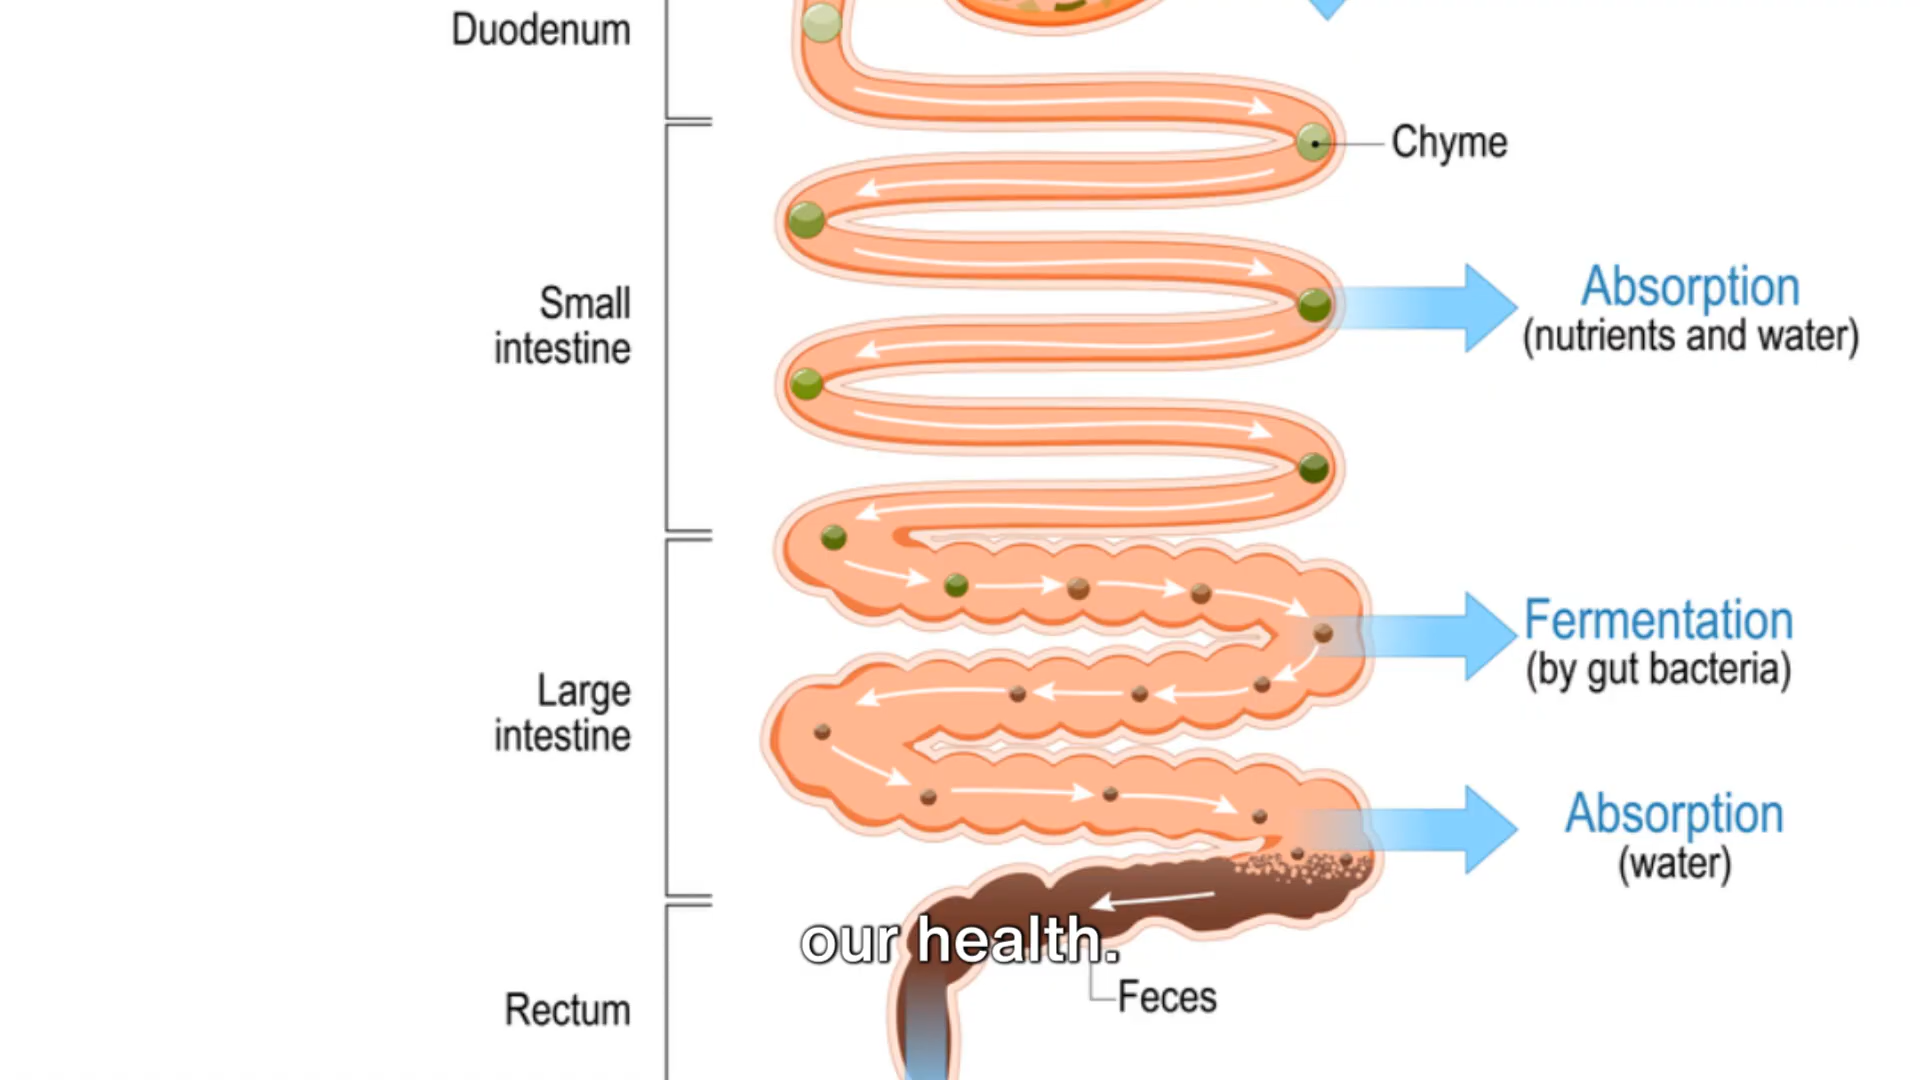 Duodenum
Chyme
Small
intestine
Absorption
(nutrients and water)
Large
intestine
Fermentation
(by gut bacteria)
Absorption
(water)
our health.
Feces
Rectum